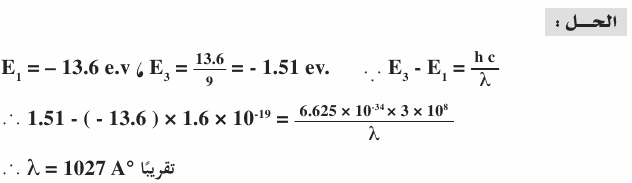 الحـــل :
E₁ = – 13.6 e.v ، E₃ = 13.6/9 = - 1.51 ev. ∵ E₃ - E₁ = h c/λ
∴ 1.51 - ( - 13.6 ) × 1.6 × 10⁻¹⁹ = 6.625 × 10⁻³⁴ × 3 × 10⁸/λ
∴ λ = 1027 A° تقريبًا